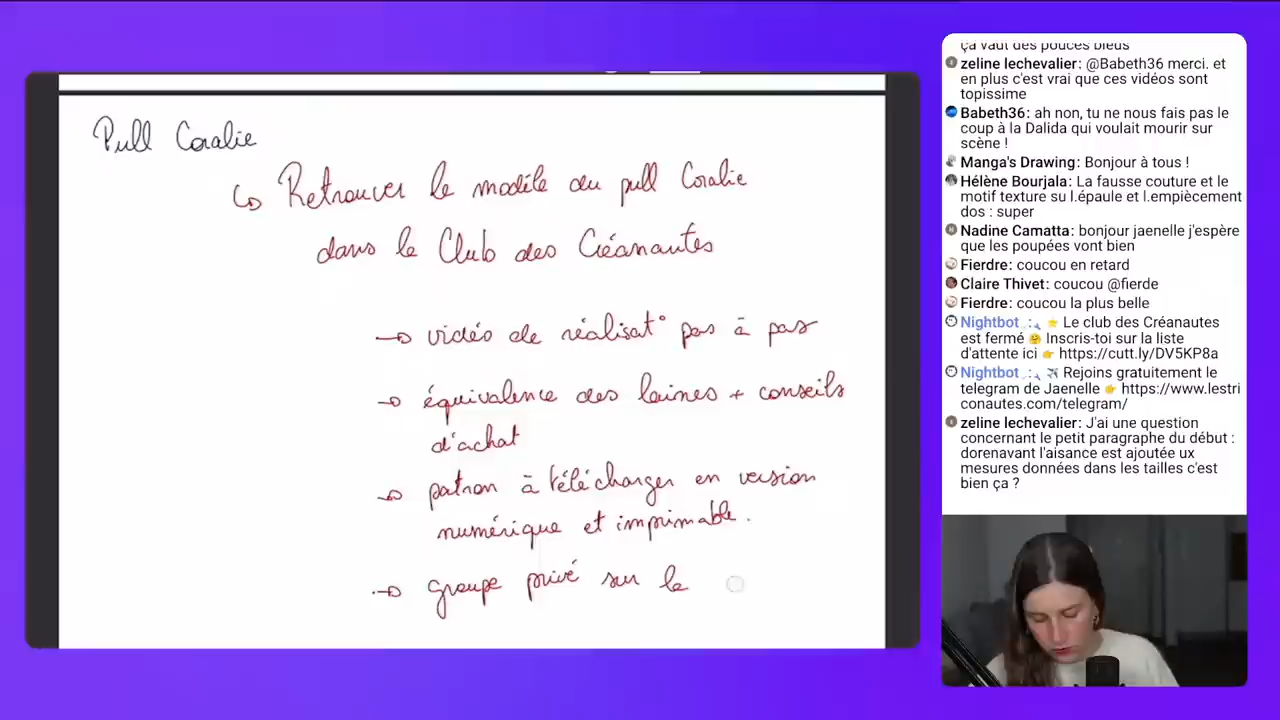 Pull Coralie
↳ Retrouver le modèle du pull Coralie
dans le Club des Créanautes
→ vidéo de réalisat° pas à pas
→ équivalence des laines + conseils
d'achat
→ patron à télécharger en version
numérique et imprimable.
→ groupe privé sur le
ça vaut des pouces bleus
zeline lechevalier: @Babeth36 merci. et
en plus c'est vrai que ces vidéos sont
topissime
Babeth36: ah non, tu ne nous fais pas le
coup à la Dalida qui voulait mourir sur
scène !
Manga's Drawing: Bonjour à tous !
Hélène Bourjala: La fausse couture et le
motif texture su l.épaule et l.empiècement
dos : super
Nadine Camatta: bonjour jaenelle j'espère
que les poupées vont bien
Fierdre: coucou en retard
Claire Thivet: coucou @fierde
Fierdre: coucou la plus belle
Nightbot: ⭐ Le club des Créanautes
est fermé 🤗 Inscris-toi sur la liste
d'attente ici 👉 https://cutt.ly/DV5KP8a
Nightbot: ✈️ Rejoins gratuitement le
telegram de Jaenelle 👉 https://www.lestri
conautes.com/telegram/
zeline lechevalier: J'ai une question
concernant le petit paragraphe du début :
dorenavant l'aisance est ajoutée ux
mesures données dans les tailles c'est
bien ça ?